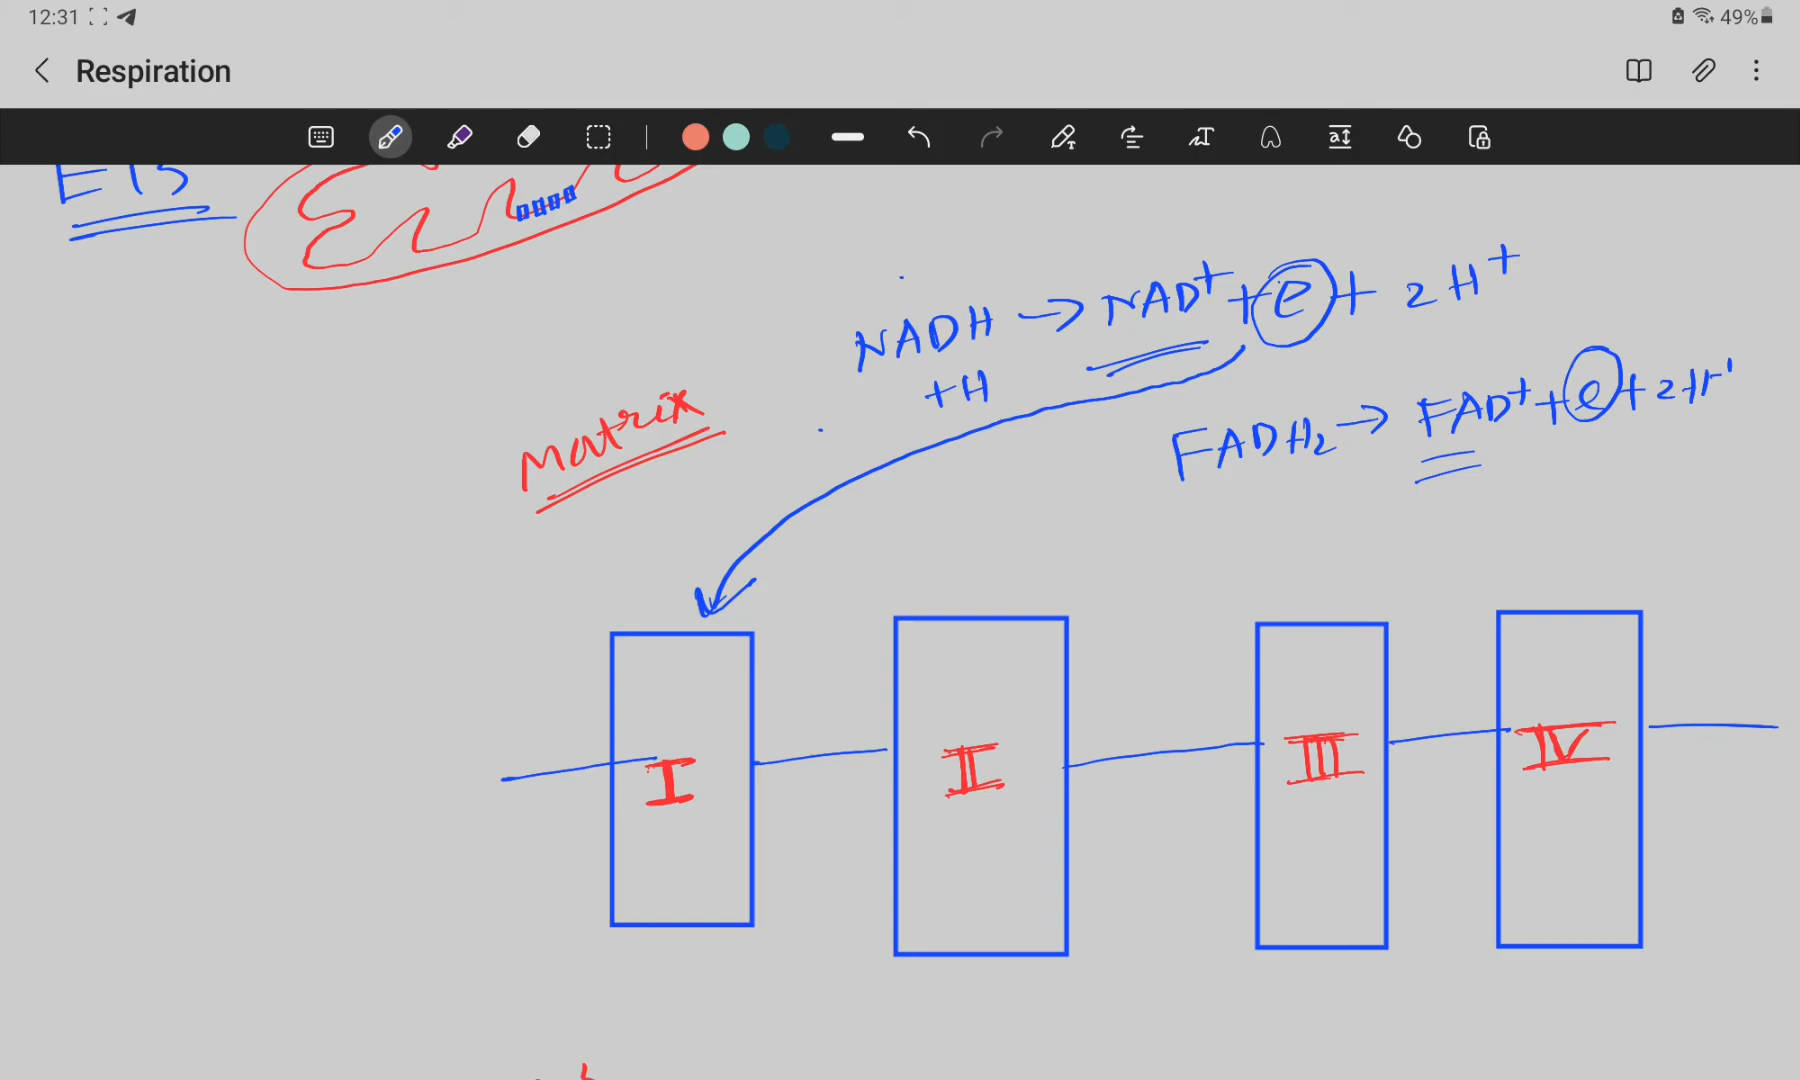 12:31 49%
Respiration
ETS
NADH → NAD⁺ + e + 2H⁺
+H
Matrix
FADH₂ → FAD⁺ + e + 2H⁺
I II III IV